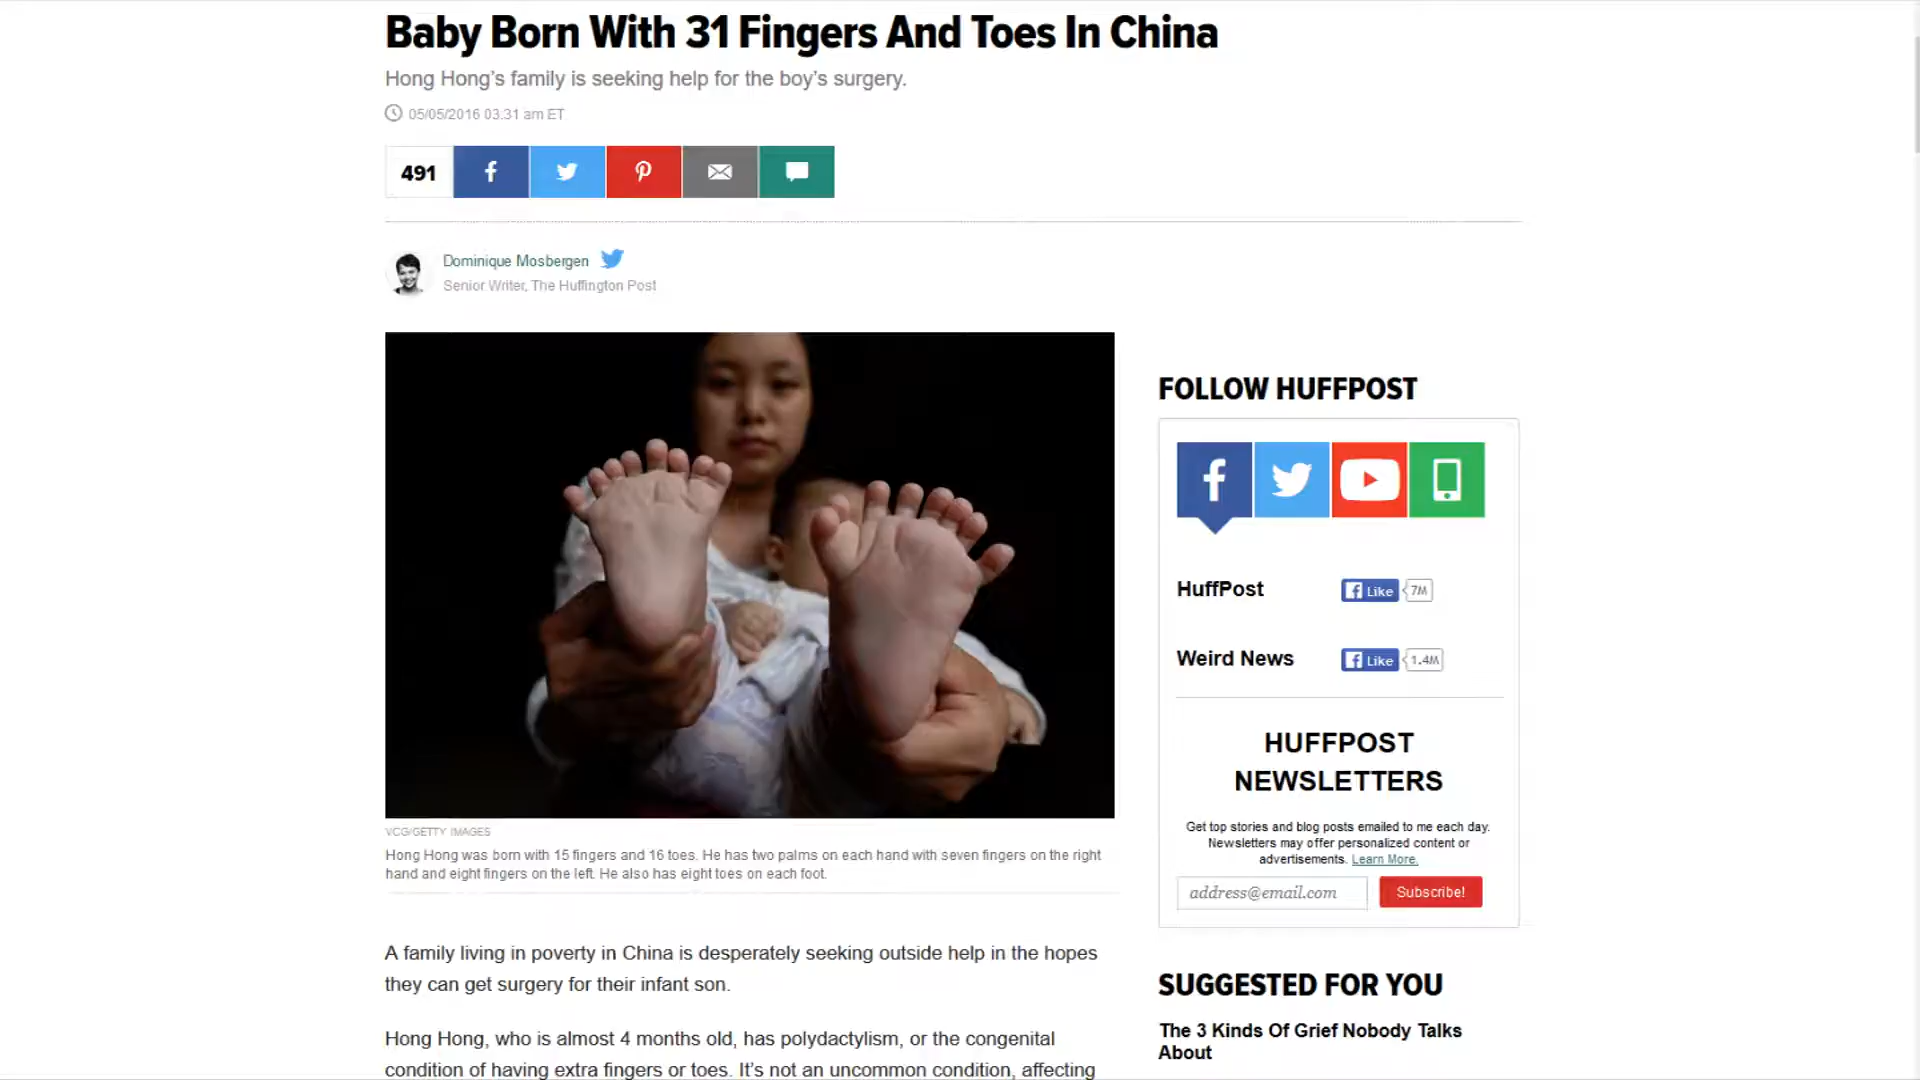 Baby Born With 31 Fingers And Toes In China
Hong Hong's family is seeking help for the boy's surgery.
05/05/2016 03:31 am ET
491
Dominique Mosbergen
Senior Writer, The Huffington Post
VCG/GETTY IMAGES
Hong Hong was born with 15 fingers and 16 toes. He has two palms on each hand with seven fingers on the right
hand and eight fingers on the left. He also has eight toes on each foot.
A family living in poverty in China is desperately seeking outside help in the hopes
they can get surgery for their infant son.
Hong Hong, who is almost 4 months old, has polydactylism, or the congenital
condition of having extra fingers or toes. It's not an uncommon condition, affecting
FOLLOW HUFFPOST
HuffPost
Like 7M
Weird News
Like 1.4M
HUFFPOST
NEWSLETTERS
Get top stories and blog posts emailed to me each day.
Newsletters may offer personalized content or
advertisements. Learn More.
address@email.com
Subscribe!
SUGGESTED FOR YOU
The 3 Kinds Of Grief Nobody Talks
About